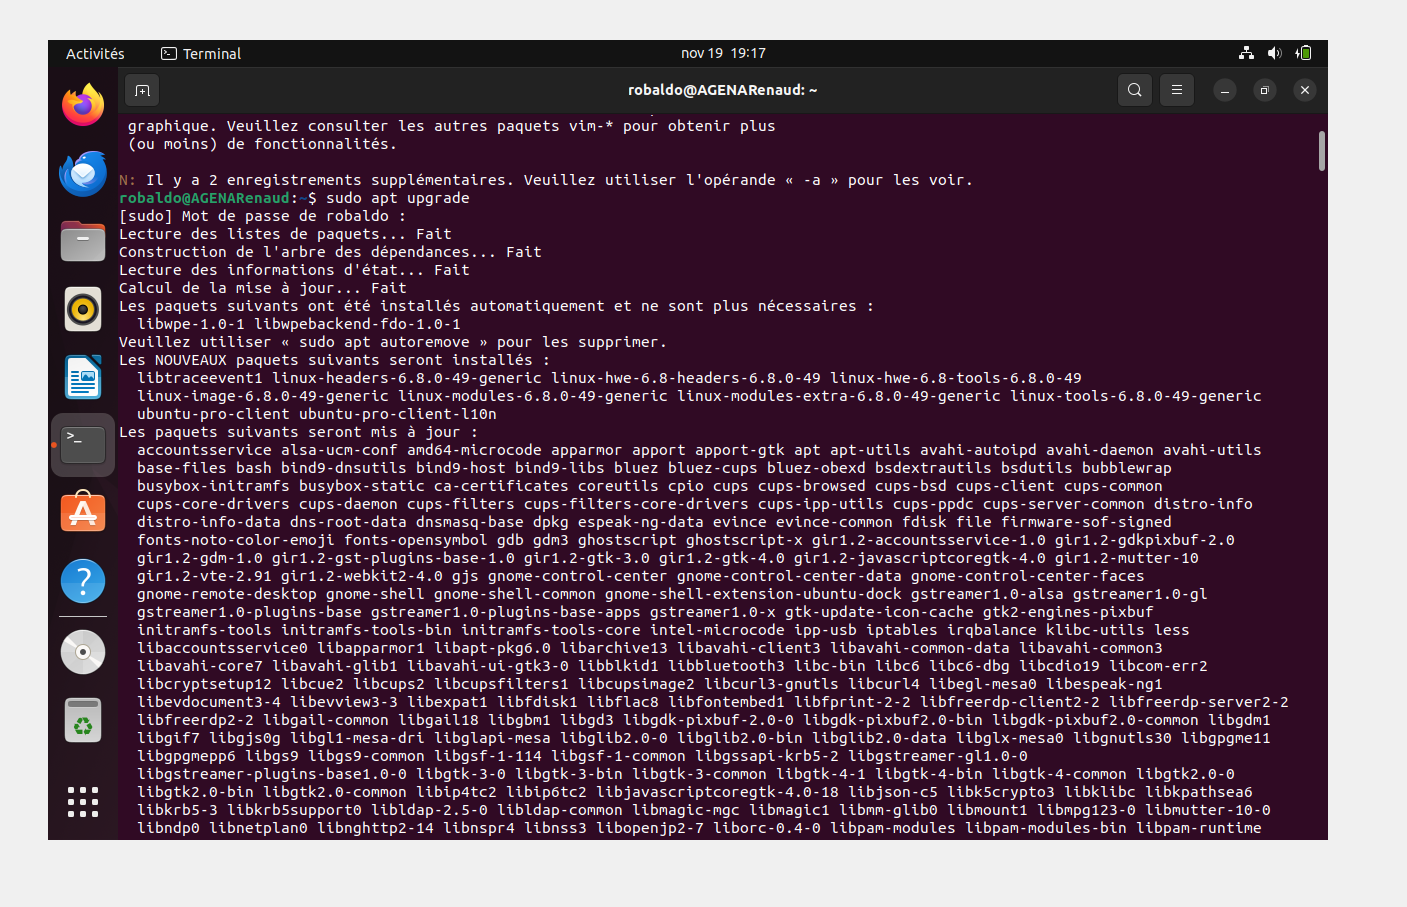 Activités
Terminal
nov 19 19:17
robaldo@AGENARenaud: ~
graphique. Veuillez consulter les autres paquets vim-* pour obtenir plus
(ou moins) de fonctionnalités.
N: Il y a 2 enregistrements supplémentaires. Veuillez utiliser l'opérande « -a » pour les voir.
robaldo@AGENARenaud:~$ sudo apt upgrade
[sudo] Mot de passe de robaldo :
Lecture des listes de paquets... Fait
Construction de l'arbre des dépendances... Fait
Lecture des informations d'état... Fait
Calcul de la mise à jour... Fait
Les paquets suivants ont été installés automatiquement et ne sont plus nécessaires :
libwpe-1.0-1 libwpebackend-fdo-1.0-1
Veuillez utiliser « sudo apt autoremove » pour les supprimer.
Les NOUVEAUX paquets suivants seront installés :
libtraceevent1 linux-headers-6.8.0-49-generic linux-hwe-6.8-headers-6.8.0-49 linux-hwe-6.8-tools-6.8.0-49
linux-image-6.8.0-49-generic linux-modules-6.8.0-49-generic linux-modules-extra-6.8.0-49-generic linux-tools-6.8.0-49-generic
ubuntu-pro-client ubuntu-pro-client-l10n
Les paquets suivants seront mis à jour :
accountsservice alsa-ucm-conf amd64-microcode apparmor apport apport-gtk apt apt-utils avahi-autoipd avahi-daemon avahi-utils
base-files bash bind9-dnsutils bind9-host bind9-libs bluez bluez-cups bluez-obexd bsdextrautils bsdutils bubblewrap
busybox-initramfs busybox-static ca-certificates coreutils cpio cups cups-browsed cups-bsd cups-client cups-common
cups-core-drivers cups-daemon cups-filters cups-filters-core-drivers cups-ipp-utils cups-ppdc cups-server-common distro-info
distro-info-data dns-root-data dnsmasq-base dpkg espeak-ng-data evince evince-common fdisk file firmware-sof-signed
fonts-noto-color-emoji fonts-opensymbol gdb gdm3 ghostscript ghostscript-x gir1.2-accountsservice-1.0 gir1.2-gdkpixbuf-2.0
gir1.2-gdm-1.0 gir1.2-gst-plugins-base-1.0 gir1.2-gtk-3.0 gir1.2-gtk-4.0 gir1.2-javascriptcoregtk-4.0 gir1.2-mutter-10
gir1.2-vte-2.91 gir1.2-webkit2-4.0 gjs gnome-control-center gnome-control-center-data gnome-control-center-faces
gnome-remote-desktop gnome-shell gnome-shell-common gnome-shell-extension-ubuntu-dock gstreamer1.0-alsa gstreamer1.0-gl
gstreamer1.0-plugins-base gstreamer1.0-plugins-base-apps gstreamer1.0-x gtk-update-icon-cache gtk2-engines-pixbuf
initramfs-tools initramfs-tools-bin initramfs-tools-core intel-microcode ipp-usb iptables irqbalance klibc-utils less
libaccountsservice0 libapparmor1 libapt-pkg6.0 libarchive13 libavahi-client3 libavahi-common-data libavahi-common3
libavahi-core7 libavahi-glib1 libavahi-ui-gtk3-0 libblkid1 libbluetooth3 libc-bin libc6 libc6-dbg libcdio19 libcom-err2
libcryptsetup12 libcue2 libcups2 libcupsfilters1 libcupsimage2 libcurl3-gnutls libcurl4 libegl-mesa0 libespeak-ng1
libevdocument3-4 libevview3-3 libexpat1 libfdisk1 libflac8 libfontembed1 libfprint-2-2 libfreerdp-client2-2 libfreerdp-server2-2
libfreerdp2-2 libgail-common libgail18 libgbm1 libgd3 libgdk-pixbuf-2.0-0 libgdk-pixbuf2.0-bin libgdk-pixbuf2.0-common libgdm1
libgif7 libgjs0g libgl1-mesa-dri libglapi-mesa libglib2.0-0 libglib2.0-bin libglib2.0-data libglx-mesa0 libgnutls30 libgpgme11
libgpgmepp6 libgs9 libgs9-common libgsf-1-114 libgsf-1-common libgssapi-krb5-2 libgstreamer-gl1.0-0
libgstreamer-plugins-base1.0-0 libgtk-3-0 libgtk-3-bin libgtk-3-common libgtk-4-1 libgtk-4-bin libgtk-4-common libgtk2.0-0
libgtk2.0-bin libgtk2.0-common libip4tc2 libip6tc2 libjavascriptcoregtk-4.0-18 libjson-c5 libk5crypto3 libklibc libkpathsea6
libkrb5-3 libkrb5support0 libldap-2.5-0 libldap-common libmagic-mgc libmagic1 libmm-glib0 libmount1 libmpg123-0 libmutter-10-0
libndp0 libnetplan0 libnghttp2-14 libnspr4 libnss3 libopenjp2-7 liborc-0.4-0 libpam-modules libpam-modules-bin libpam-runtime